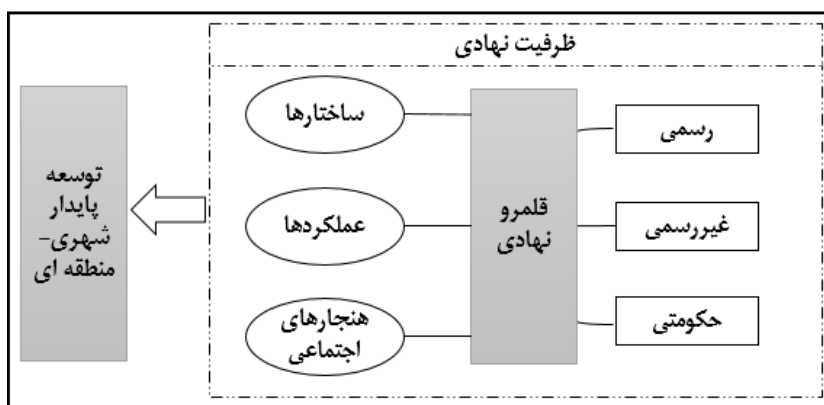 ظرفیت نهادی
رسمی
غیررسمی
حکومتی
قلمرو
نهادی
ساختارها
عملکردها
هنجارهای
اجتماعی
توسعه
پایدار
شهری-
منطقه ای